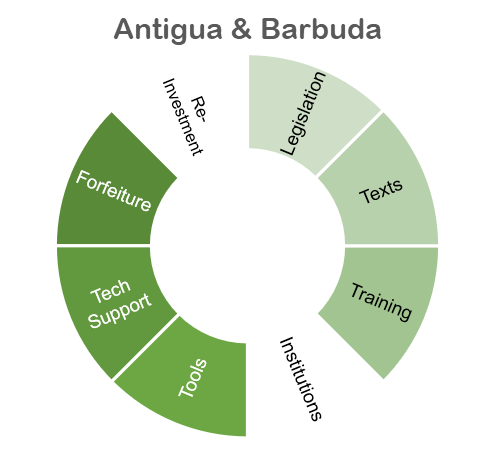 Antigua & Barbuda
Legislation
Texts
Training
Institutions
Tools
Tech
Support
Forfeiture
Re-
Investment